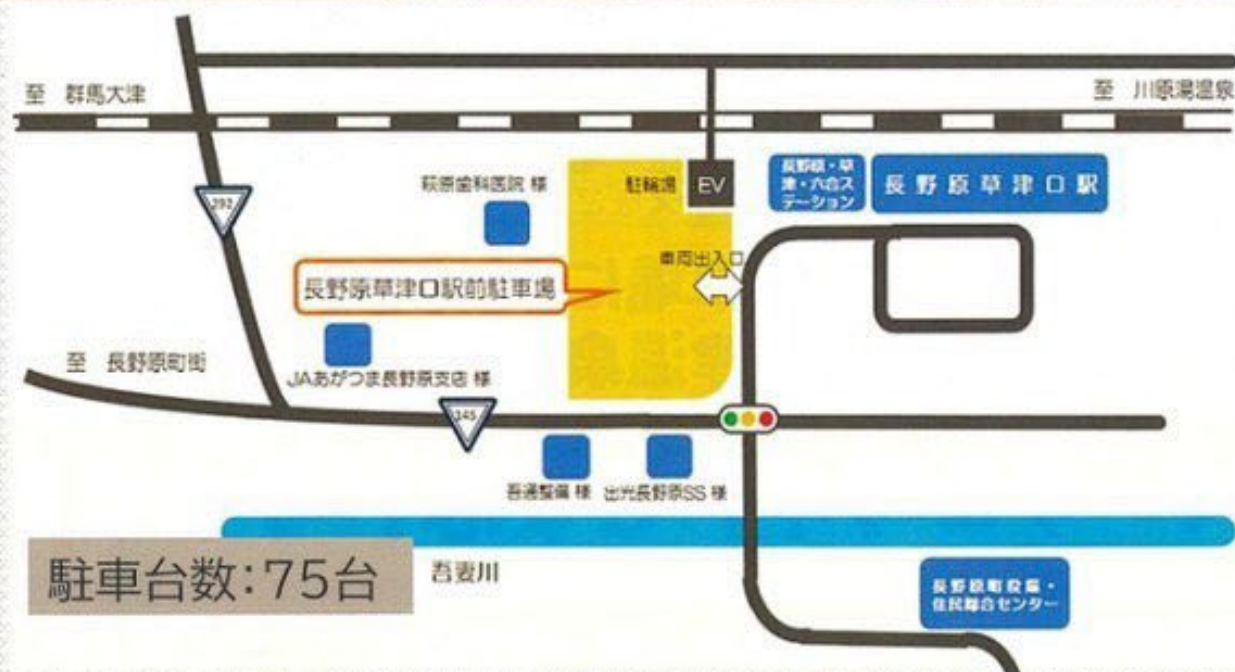 至 群馬大津
至 川原湯温泉
萩原歯科医院 様
駐輪場
EV
長野原・草
津・六合ス
テーション
長野原草津口駅
292
車両出入口
長野原草津口駅前駐車場
至 長野原町街
JAあがつま長野原支店 様
145
吾通整備 様
出光長野原SS 様
駐車台数:75台
吾妻川
長野原町役場・
住民総合センター